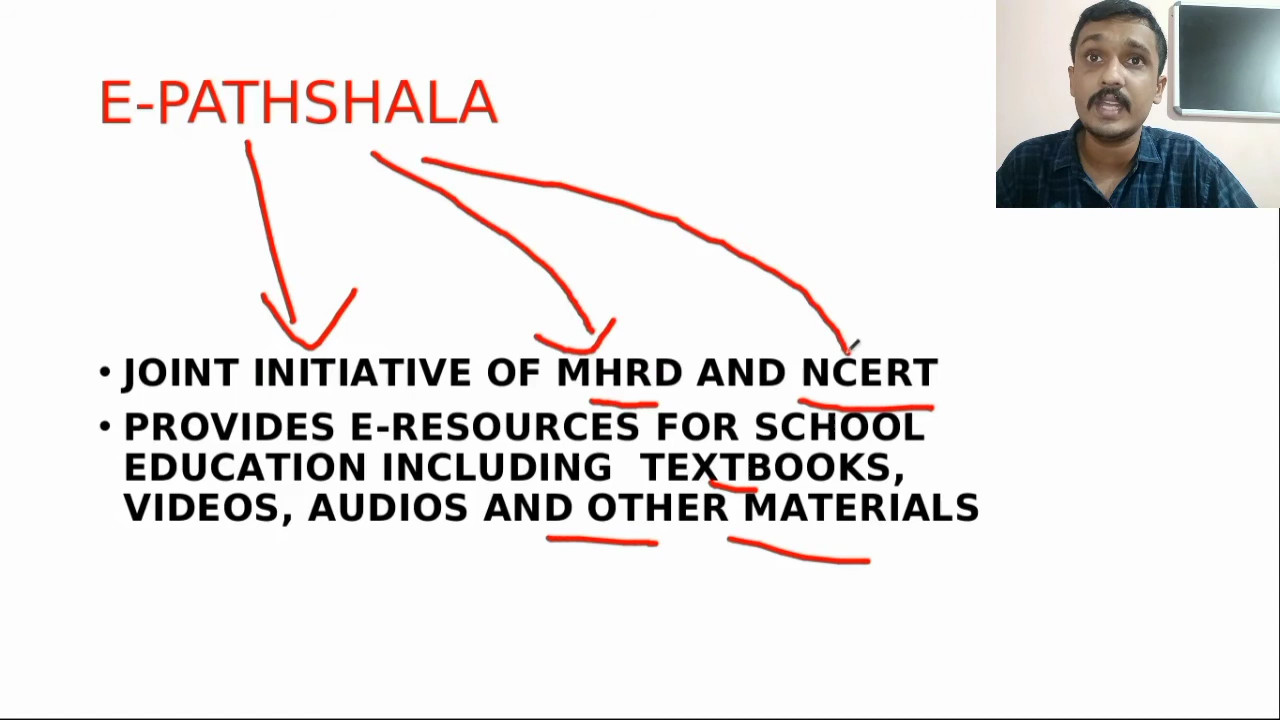 E-PATHSHALA
• JOINT INITIATIVE OF MHRD AND NCERT
• PROVIDES E-RESOURCES FOR SCHOOL
EDUCATION INCLUDING TEXTBOOKS,
VIDEOS, AUDIOS AND OTHER MATERIALS